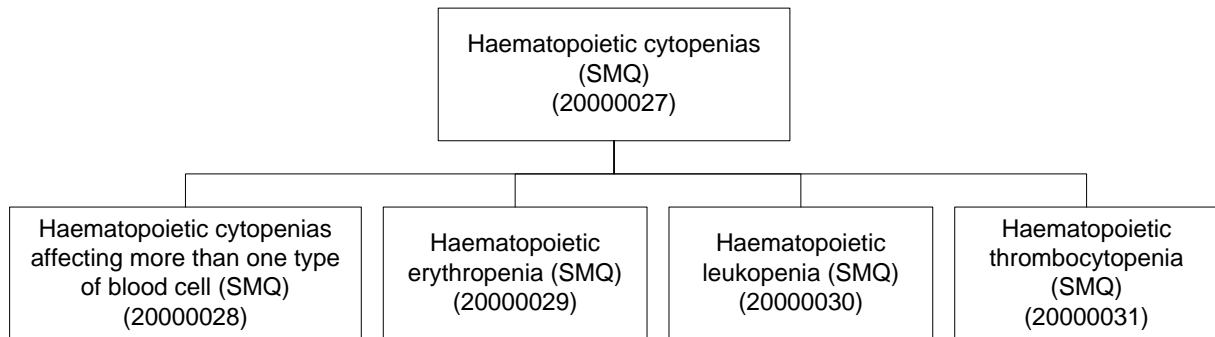 Haematopoietic cytopenias
(SMQ)
(20000027)
Haematopoietic cytopenias
affecting more than one type
of blood cell (SMQ)
(20000028)
Haematopoietic
erythropenia (SMQ)
(20000029)
Haematopoietic
leukopenia (SMQ)
(20000030)
Haematopoietic
thrombocytopenia
(SMQ)
(20000031)